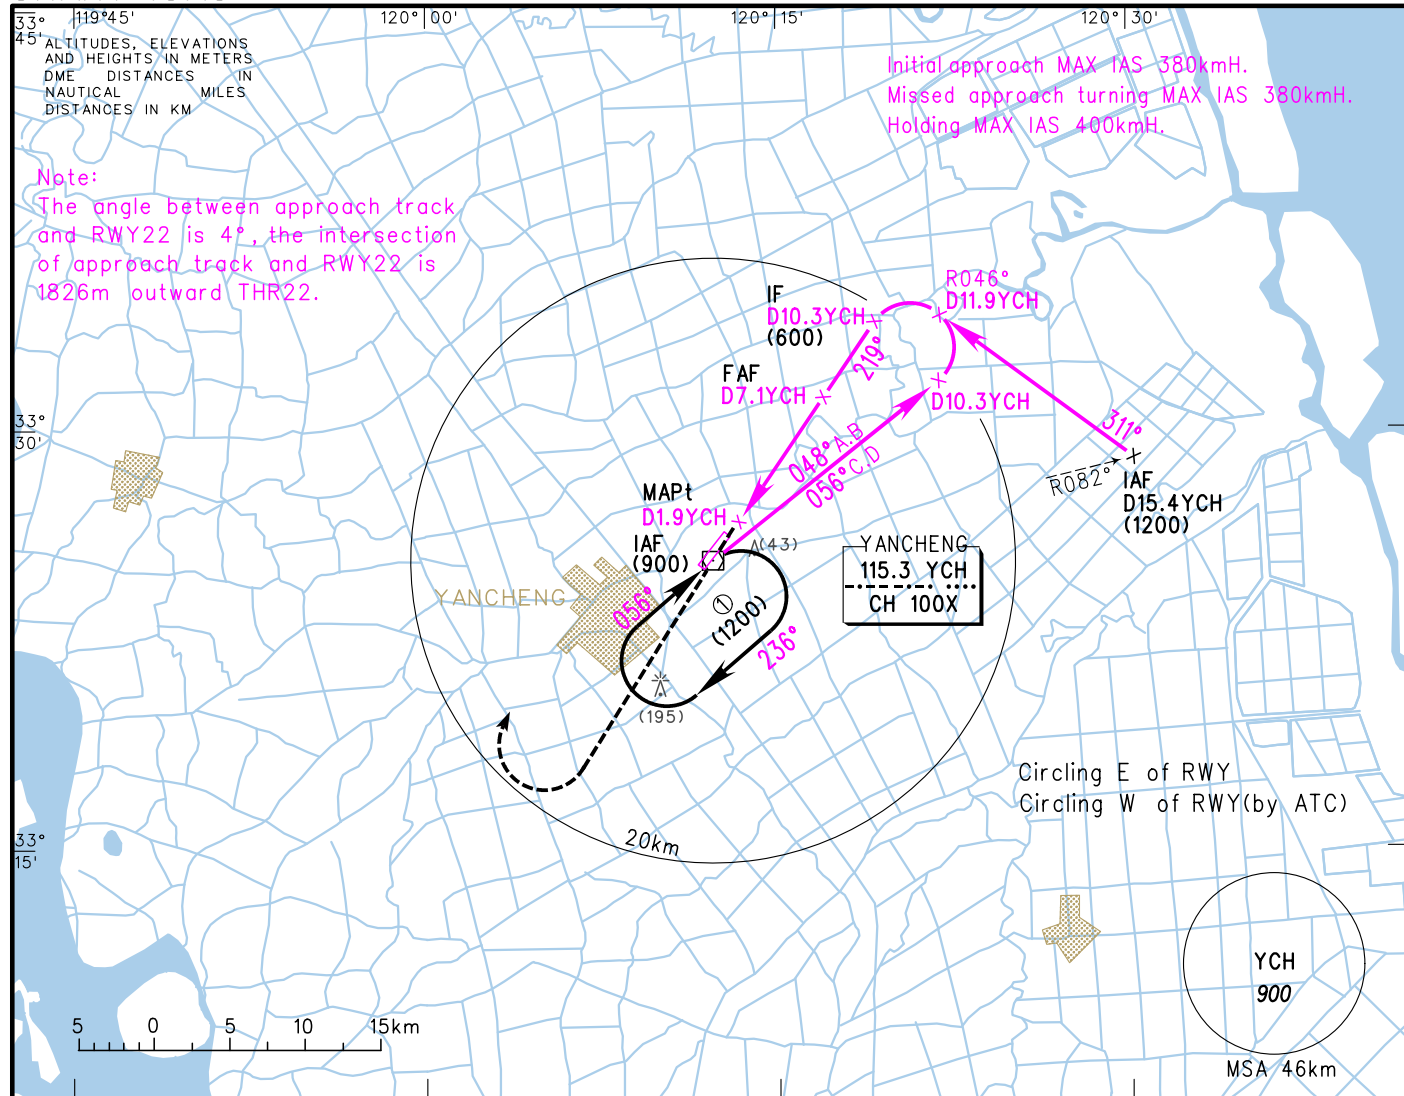 33°
45'
119°45'
120°00'
120°15'
120°30'
ALTITUDES, ELEVATIONS
AND HEIGHTS IN METERS
DME DISTANCES IN
NAUTICAL MILES
DISTANCES IN KM
Initial approach MAX IAS 380kmH.
Missed approach turning MAX IAS 380kmH.
Holding MAX IAS 400kmH.
Note:
The angle between approach track
and RWY22 is 4°, the intersection
of approach track and RWY22 is
1826m outward THR22.
R046°
D11.9YCH
IF
D10.3YCH
(600)
219°
FAF
D7.1YCH
D10.3YCH
33°
30'
311°
048°A.B
056°C.D
R082°
IAF
D15.4YCH
(1200)
MAPt
D1.9YCH
IAF
(900)
(43)
YANCHENG
115.3 YCH
CH 100X
YANCHENG
056°
1
(1200)
236°
(195)
Circling E of RWY
Circling W of RWY(by ATC)
20km
33°
15'
YCH
900
MSA 46km
5 0 5 10 15km